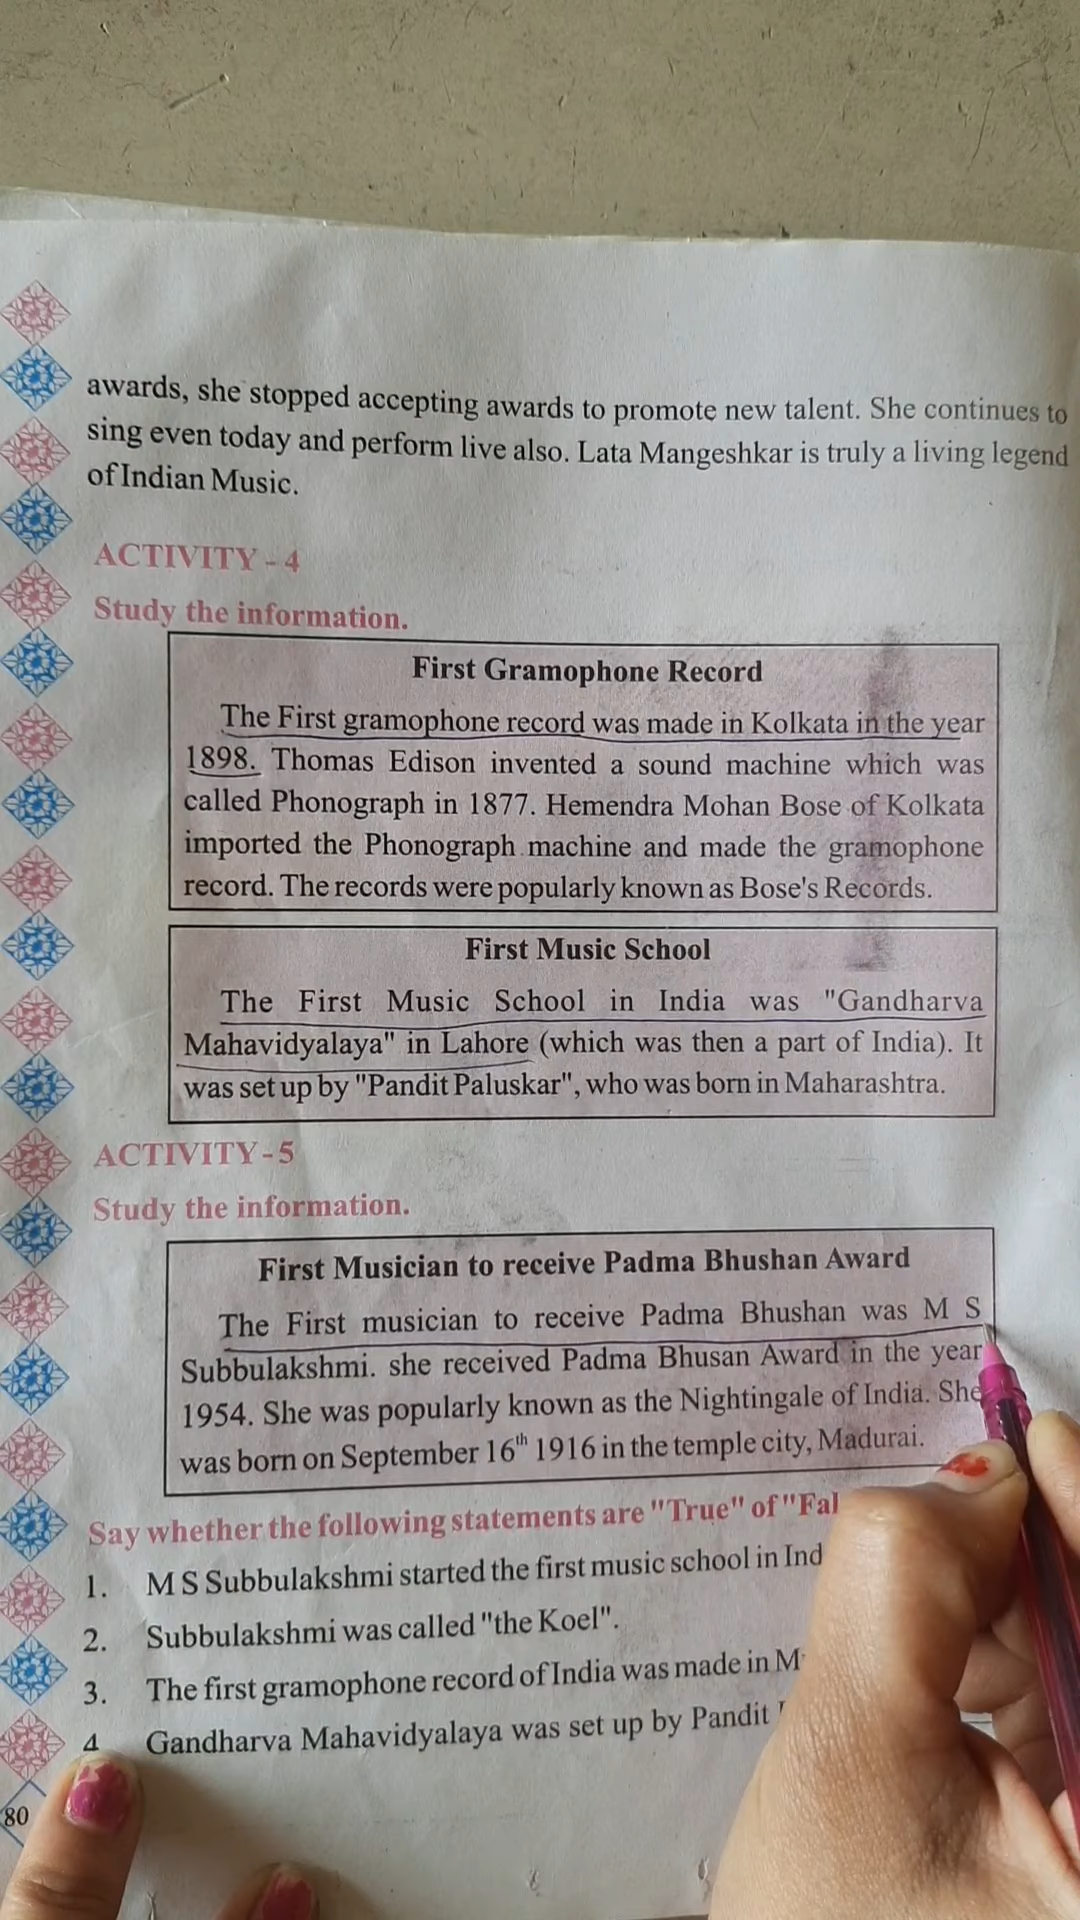 awards, she stopped accepting awards to promote new talent. She continues to
sing even today and perform live also. Lata Mangeshkar is truly a living legend
of Indian Music.
ACTIVITY - 4
Study the information.
First Gramophone Record
The First gramophone record was made in Kolkata in the year
1898. Thomas Edison invented a sound machine which was
called Phonograph in 1877. Hemendra Mohan Bose of Kolkata
imported the Phonograph machine and made the gramophone
record. The records were popularly known as Bose's Records.
First Music School
The First Music School in India was "Gandharva
Mahavidyalaya" in Lahore (which was then a part of India). It
was set up by "Pandit Paluskar", who was born in Maharashtra.
ACTIVITY - 5
Study the information.
First Musician to receive Padma Bhushan Award
The First musician to receive Padma Bhushan was M S
Subbulakshmi. she received Padma Bhusan Award in the year
1954. She was popularly known as the Nightingale of India. She
was born on September 16th 1916 in the temple city, Madurai.
Say whether the following statements are "True" of "Fal
1. M S Subbulakshmi started the first music school in Ind
2. Subbulakshmi was called "the Koel".
3. The first gramophone record of India was made in M
4 Gandharva Mahavidyalaya was set up by Pandit
80